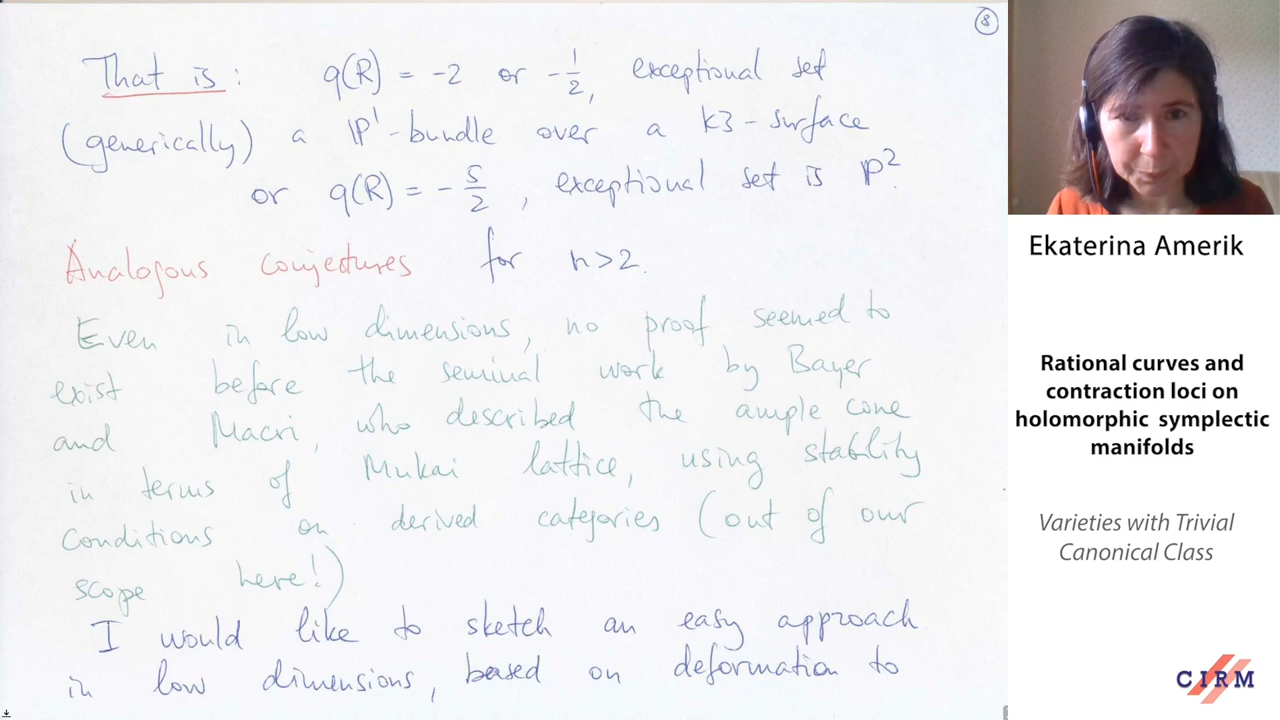 8
That is: q(R) = -2 or -1/2, exceptional set
(generically) a P¹-bundle over a K3-surface
or q(R) = -5/2, exceptional set is P².
Analogous conjectures for n>2.
Even in low dimensions, no proof seemed to
exist before the seminal work by Bayer
and Macri, who described the ample cone
in terms of Mukai lattice, using stability
conditions on derived categories (out of our
scope here!)
I would like to sketch an easy approach
in low dimensions, based on deformation to
Ekaterina Amerik
Rational curves and
contraction loci on
holomorphic symplectic
manifolds
Varieties with Trivial
Canonical Class
CIRM